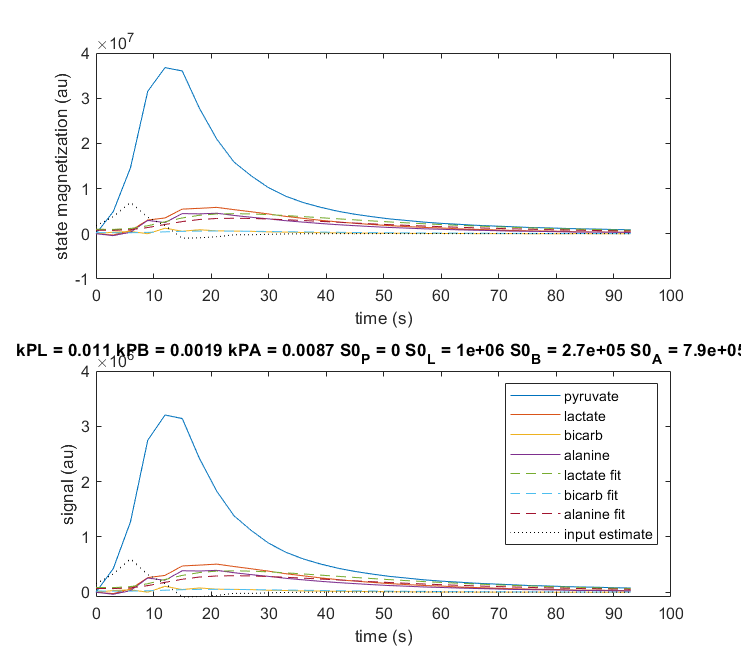 ×10^7
4
3
2
1
0
-1
state magnetization (au)
0 10 20 30 40 50 60 70 80 90 100
time (s)
kPL = 0.011 kPB = 0.0019 kPA = 0.0087 S0_P = 0 S0_L = 1e+06 S0_B = 2.7e+05 S0_A = 7.9e+05
×10^6
4
3
2
1
0
signal (au)
pyruvate
lactate
bicarb
alanine
lactate fit
bicarb fit
alanine fit
input estimate
0 10 20 30 40 50 60 70 80 90 100
time (s)